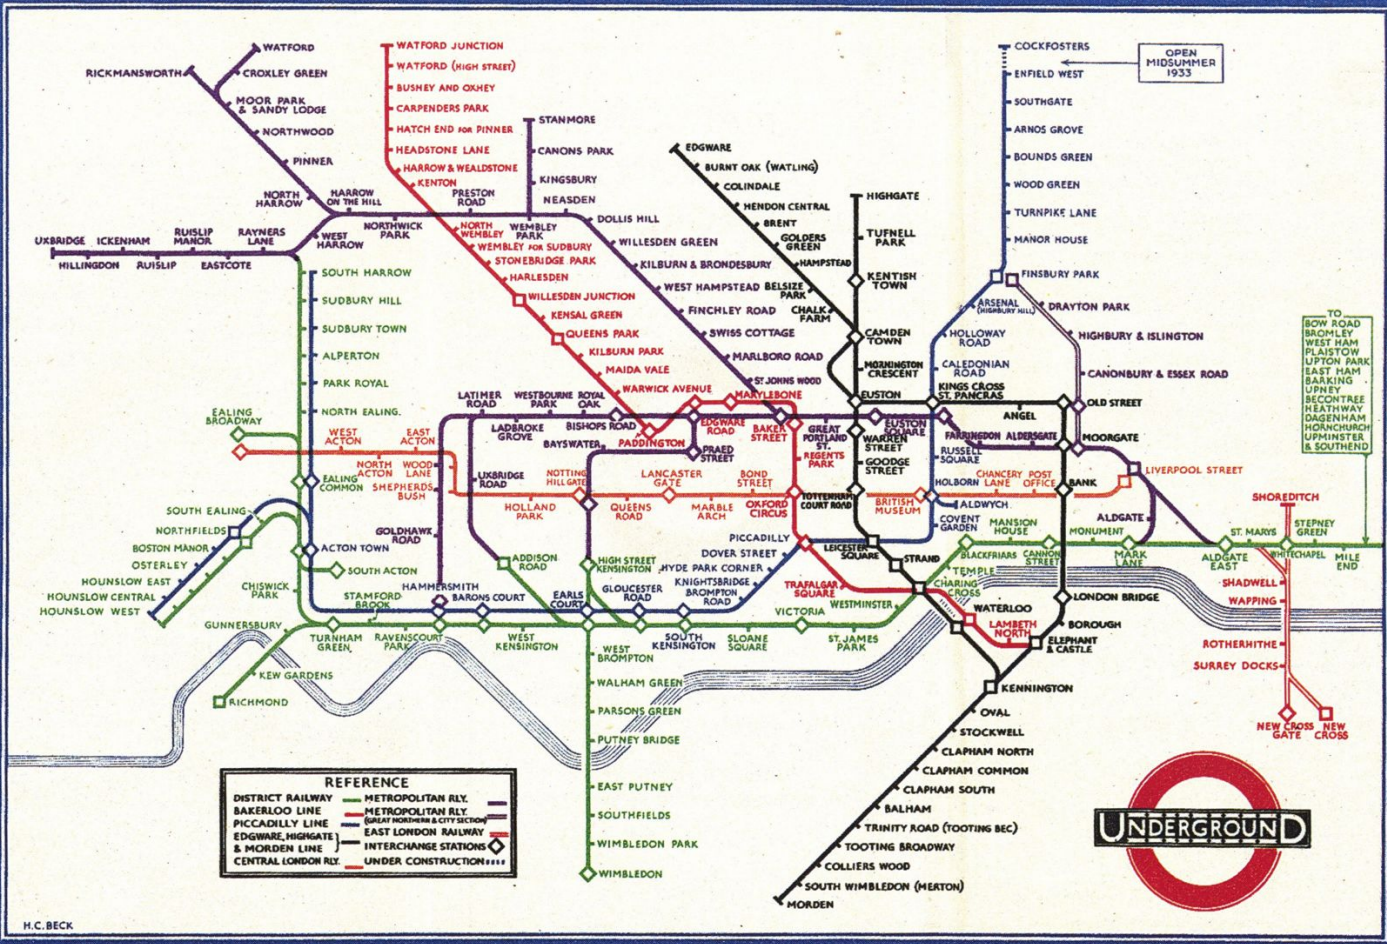 WATFORD
RICKMANSWORTH
CROXLEY GREEN
MOOR PARK
& SANDY LODGE
NORTHWOOD
PINNER
NORTH
HARROW
HARROW
ON THE HILL
NORTHWICK
PARK
PRESTON
ROAD
WEMBLEY
PARK
NEASDEN
STANMORE
CANONS PARK
KINGSBURY
DOLLIS HILL
WILLESDEN GREEN
KILBURN & BRONDESBURY
WEST HAMPSTEAD
FINCHLEY ROAD
SWISS COTTAGE
MARLBORO ROAD
ST. JOHNS WOOD
UXBRIDGE
HILLINGDON
ICKENHAM
RUISLIP
RUISLIP
MANOR
EASTCOTE
RAYNERS
LANE
WEST
HARROW
WATFORD JUNCTION
WATFORD (HIGH STREET)
BUSHEY AND OXHEY
CARPENDERS PARK
HATCH END FOR PINNER
HEADSTONE LANE
HARROW & WEALDSTONE
KENTON
NORTH
WEMBLEY
WEMBLEY FOR SUDBURY
STONEBRIDGE PARK
HARLESDEN
WILLESDEN JUNCTION
KENSAL GREEN
QUEENS PARK
KILBURN PARK
MAIDA VALE
WARWICK AVENUE
PADDINGTON
EDGWARE
ROAD
MARYLEBONE
BAKER
STREET
REGENTS
PARK
OXFORD
CIRCUS
PICCADILLY
TRAFALGAR
SQUARE
CHARING
CROSS
WATERLOO
LAMBETH
NORTH
ELEPHANT
& CASTLE
EDGWARE
BURNT OAK (WATLING)
COLINDALE
HENDON CENTRAL
BRENT
GOLDERS
GREEN
HAMPSTEAD
BELSIZE
PARK
CHALK
FARM
HIGHGATE
TUFNELL
PARK
KENTISH
TOWN
CAMDEN
TOWN
MORNINGTON
CRESCENT
EUSTON
WARREN
STREET
GOODGE
STREET
TOTTENHAM
COURT ROAD
LEICESTER
SQUARE
STRAND
KINGS CROSS
ST. PANCRAS
ANGEL
OLD STREET
MOORGATE
BANK
LONDON BRIDGE
BOROUGH
KENNINGTON
OVAL
STOCKWELL
CLAPHAM NORTH
CLAPHAM COMMON
CLAPHAM SOUTH
BALHAM
TRINITY ROAD (TOOTING BEC)
TOOTING BROADWAY
COLLIERS WOOD
SOUTH WIMBLEDON (MERTON)
MORDEN
COCKFOSTERS
OPEN
MIDSUMMER
1933
ENFIELD WEST
SOUTHGATE
ARNOS GROVE
BOUNDS GREEN
WOOD GREEN
TURNPIKE LANE
MANOR HOUSE
FINSBURY PARK
ARSENAL
(HIGHBURY HILL)
HOLLOWAY
ROAD
CALEDONIAN
ROAD
RUSSELL
SQUARE
HOLBORN
ALDWYCH
COVENT
GARDEN
DOVER STREET
HYDE PARK CORNER
KNIGHTSBRIDGE
BROMPTON
ROAD
SOUTH
KENSINGTON
GLOUCESTER
ROAD
EARLS
COURT
BARONS COURT
HAMMERSMITH
DRAYTON PARK
HIGHBURY & ISLINGTON
CANONBURY & ESSEX ROAD
LATIMER
ROAD
LADBROKE
GROVE
WESTBOURNE
PARK
ROYAL
OAK
BISHOPS ROAD
BAYSWATER
PRAED
STREET
GREAT
PORTLAND
ST.
EUSTON
SQUARE
FARRINGDON
ALDERSGATE
LIVERPOOL STREET
ALDGATE
UXBRIDGE
ROAD
GOLDHAWK
ROAD
ADDISON
ROAD
EALING
BROADWAY
WEST
ACTON
NORTH
ACTON
EAST
ACTON
WOOD
LANE
SHEPHERDS
BUSH
HOLLAND
PARK
NOTTING
HILL GATE
QUEENS
ROAD
LANCASTER
GATE
MARBLE
ARCH
BOND
STREET
BRITISH
MUSEUM
CHANCERY
LANE
POST
OFFICE
SOUTH HARROW
SUDBURY HILL
SUDBURY TOWN
ALPERTON
PARK ROYAL
NORTH EALING.
EALING
COMMON
SOUTH EALING
NORTHFIELDS
BOSTON MANOR
OSTERLEY
HOUNSLOW EAST
HOUNSLOW CENTRAL
HOUNSLOW WEST
ACTON TOWN
SOUTH ACTON
CHISWICK
PARK
GUNNERSBURY
KEW GARDENS
RICHMOND
TURNHAM
GREEN
STAMFORD
BROOK
RAVENSCOURT
PARK
WEST
KENSINGTON
HIGH STREET
KENSINGTON
SLOANE
SQUARE
VICTORIA
ST. JAMES
PARK
WESTMINSTER
TEMPLE
BLACKFRIARS
MANSION
HOUSE
CANNON
STREET
MONUMENT
MARK
LANE
ALDGATE
EAST
ST. MARYS
WHITECHAPEL
STEPNEY
GREEN
MILE
END
TO
BOW ROAD
BROMLEY
WEST HAM
PLAISTOW
UPTON PARK
EAST HAM
BARKING
UPNEY
BECONTREE
HEATHWAY
DAGENHAM
HORNCHURCH
UPMINSTER
& SOUTHEND
SHOREDITCH
SHADWELL
WAPPING
ROTHERHITHE
SURREY DOCKS
NEW CROSS
GATE
NEW
CROSS
WEST
BROMPTON
WALHAM GREEN
PARSONS GREEN
PUTNEY BRIDGE
EAST PUTNEY
SOUTHFIELDS
WIMBLEDON PARK
WIMBLEDON
REFERENCE
DISTRICT RAILWAY
BAKERLOO LINE
PICCADILLY LINE
EDGWARE, HIGHGATE
& MORDEN LINE
CENTRAL LONDON RLY.
METROPOLITAN RLY.
METROPOLITAN RLY.
(GREAT NORTHERN & CITY SECTION)
EAST LONDON RAILWAY
INTERCHANGE STATIONS
UNDER CONSTRUCTION
UNDERGROUND
H.C. BECK